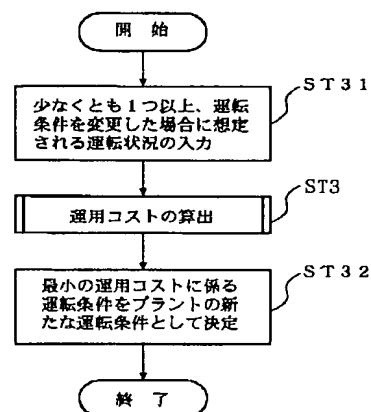 開 始
ST31
少なくとも1つ以上、運転
条件を変更した場合に想定
される運転状況の入力
ST3
運用コストの算出
ST32
最小の運用コストに係る
運転条件をプラントの新
たな運転条件として決定
終 了